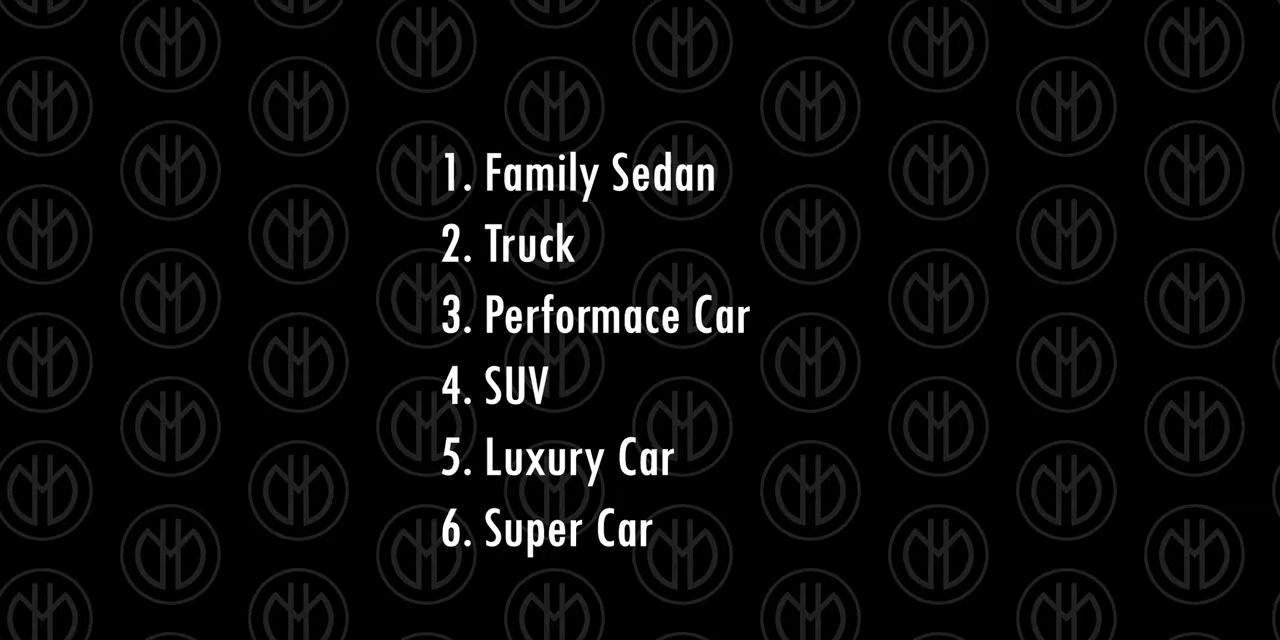 1. Family Sedan
2. Truck
3. Performace Car
4. SUV
5. Luxury Car
6. Super Car